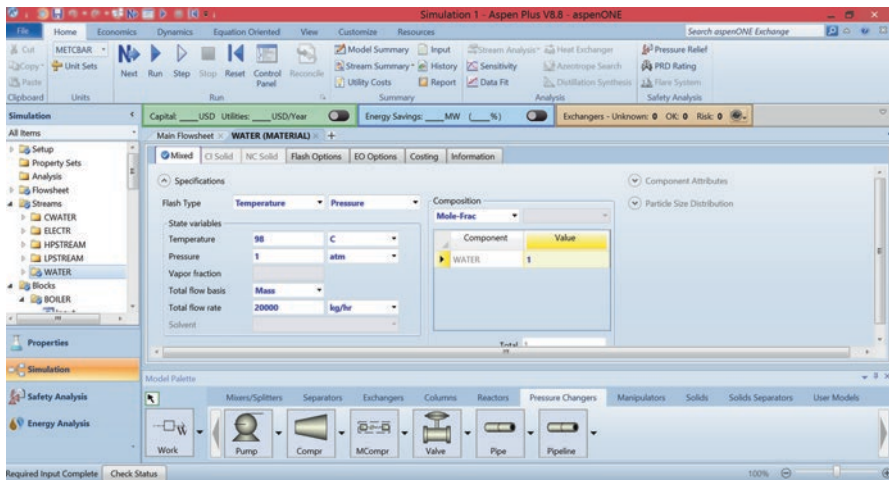 Simulation 1 - Aspen Plus V8.8 - aspenONE
File Home Economics Dynamics Equation Oriented View Customize Resources Search aspenONE Exchange
Cut METCBAR Model Summary Input Stream Analysis Heat Exchanger Pressure Relief
Copy Unit Sets Stream Summary History Sensitivity Azeotrope Search PRD Rating
Paste Next Run Step Stop Reset Control Panel Reconcile Utility Costs Report Data Fit Distillation Synthesis Flare System
Clipboard Units Run Summary Analysis Safety Analysis
Simulation Capital: ____USD Utilities: ____USD/Year Energy Savings: ____MW (____%) Exchangers - Unknown: 0 OK: 0 Risk: 0
All Items Main Flowsheet WATER (MATERIAL) +
Setup
Property Sets
Analysis
Flowsheet
Streams
CWATER
ELECTR
HPSTREAM
LPSTREAM
WATER
Blocks
BOILER
Mixed CI Solid NC Solid Flash Options EO Options Costing Information
Specifications
Flash Type Temperature Pressure
State variables
Temperature 98 C
Pressure 1 atm
Vapor fraction
Total flow basis Mass
Total flow rate 20000 kg/hr
Solvent
Composition
Mole-Frac
Component Value
WATER 1
Total 1
Component Attributes
Particle Size Distribution
Properties
Simulation
Safety Analysis
Energy Analysis
Model Palette
Mixers/Splitters Separators Exchangers Columns Reactors Pressure Changers Manipulators Solids Solids Separators User Models
W
Work Pump Compr MCompr Valve Pipe Pipeline
Required Input Complete Check Status 100%